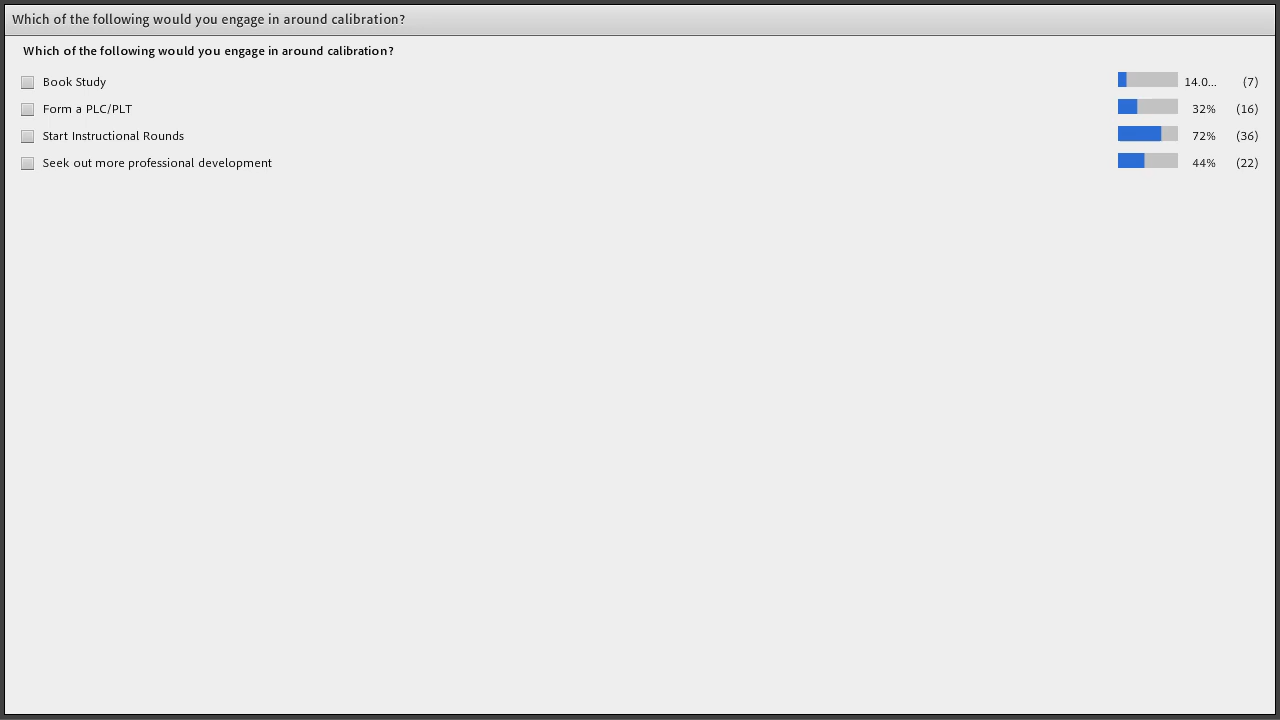 Which of the following would you engage in around calibration?
Which of the following would you engage in around calibration?
Book Study 14.0... (7)
Form a PLC/PLT 32% (16)
Start Instructional Rounds 72% (36)
Seek out more professional development 44% (22)